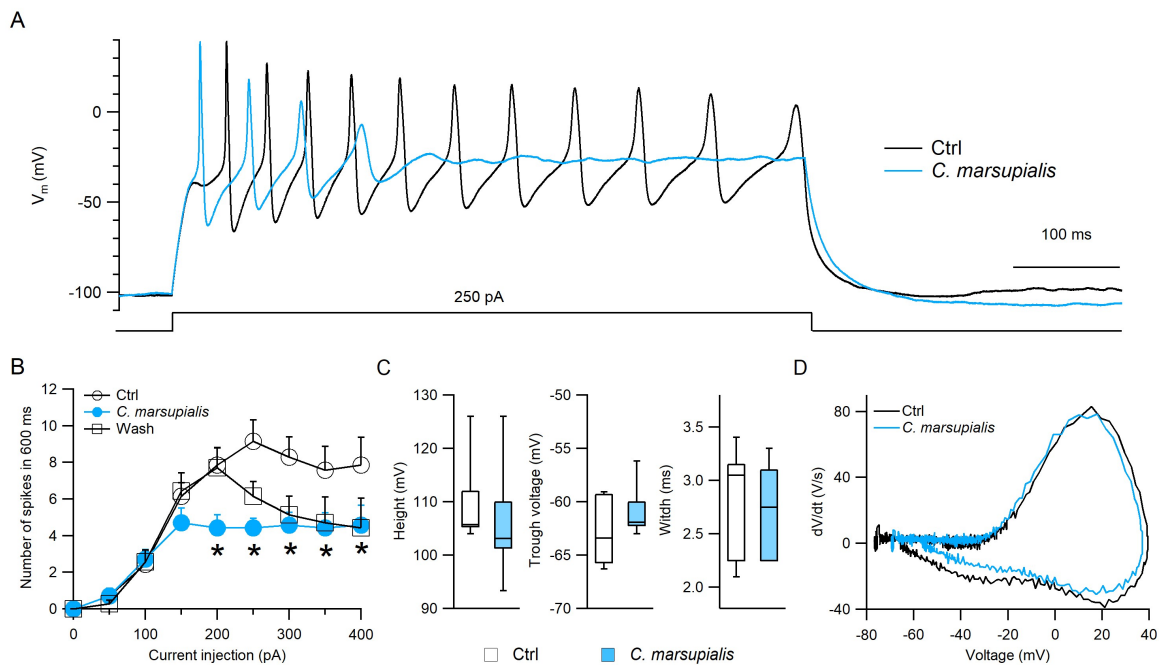 A
0
-50
-100
Vm (mV)
Ctrl
C. marsupialis
100 ms
250 pA
B
12
10
8
6
4
2
0
Number of spikes in 600 ms
Ctrl
C. marsupialis
Wash
* * * * *
0 100 200 300 400
Current injection (pA)
C
130
120
110
100
90
Height (mV)
-50
-55
-60
-65
-70
Trough voltage (mV)
3.5
3.0
2.5
2.0
Witdh (ms)
Ctrl C. marsupialis
D
80
40
0
-40
dV/dt (V/s)
Ctrl
C. marsupialis
-80 -60 -40 -20 0 20 40
Voltage (mV)